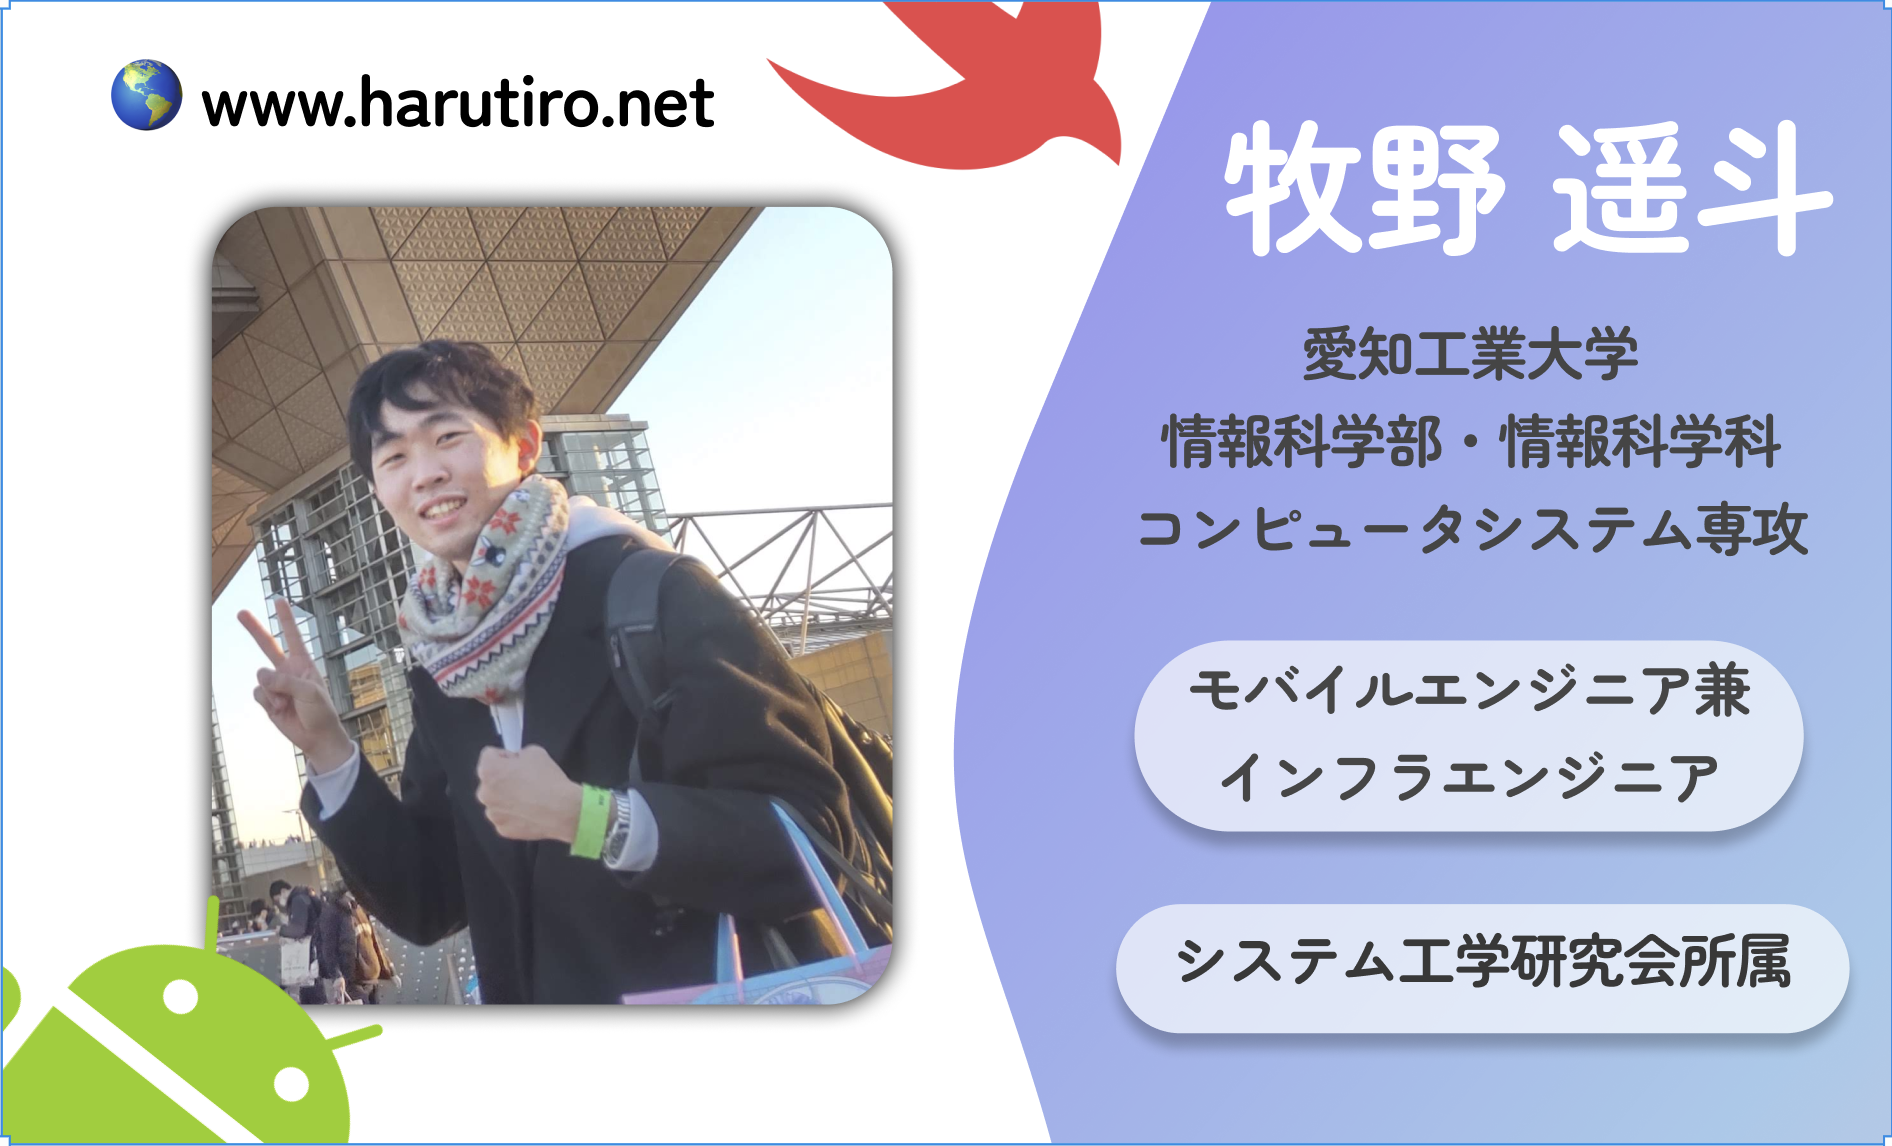 www.harutiro.net
牧野 遥斗
愛知工業大学
情報科学部・情報科学科
コンピュータシステム専攻
モバイルエンジニア兼
インフラエンジニア
システム工学研究会所属